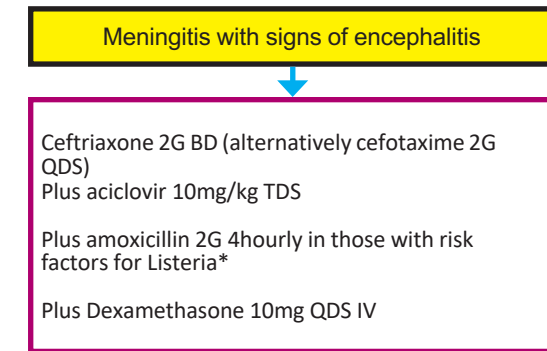 Meningitis with signs of encephalitis
Ceftriaxone 2G BD (alternatively cefotaxime 2G
QDS)
Plus aciclovir 10mg/kg TDS
Plus amoxicillin 2G 4hourly in those with risk
factors for Listeria*
Plus Dexamethasone 10mg QDS IV